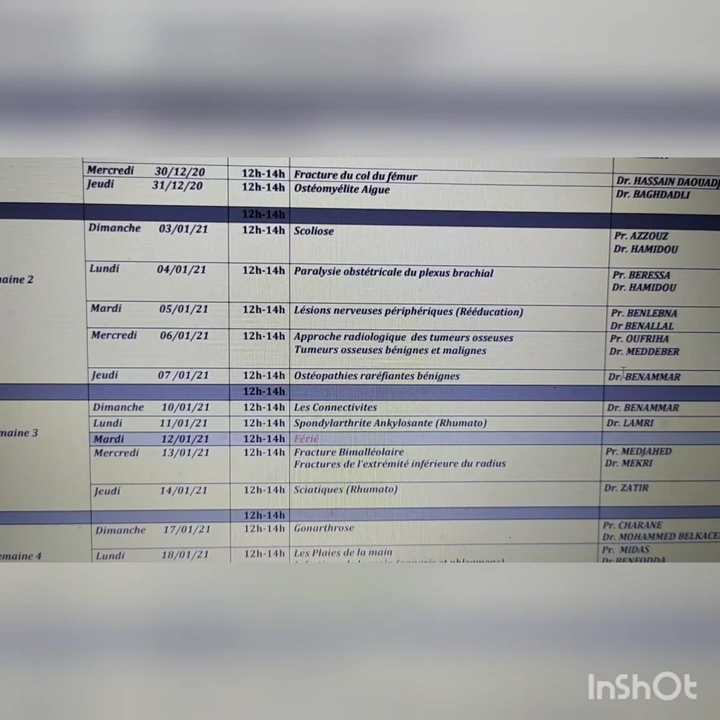 Mercredi 30/12/20 12h-14h Fracture du col du fémur Dr. HASSAIN DAOUADJ
Jeudi 31/12/20 12h-14h Ostéomyélite Aigue Dr. BAGHDADLI
12h-14h
Dimanche 03/01/21 12h-14h Scoliose Pr. AZZOUZ
Dr. HAMIDOU
maine 2
Lundi 04/01/21 12h-14h Paralysie obstétricale du plexus brachial Pr. BERESSA
Dr. HAMIDOU
Mardi 05/01/21 12h-14h Lésions nerveuses périphériques (Rééducation) Pr. BENLEBNA
Dr BENALLAL
Mercredi 06/01/21 12h-14h Approche radiologique des tumeurs osseuses Pr. OUFRIHA
Tumeurs osseuses bénignes et malignes Dr. MEDDEBER
Jeudi 07/01/21 12h-14h Ostéopathies raréfiantes bénignes Dr. BENAMMAR
12h-14h
Dimanche 10/01/21 12h-14h Les Connectivites Dr. BENAMMAR
Lundi 11/01/21 12h-14h Spondylarthrite Ankylosante (Rhumato) Dr. LAMRI
maine 3
Mardi 12/01/21 12h-14h Férié
Mercredi 13/01/21 12h-14h Fracture Bimalléolaire Pr. MEDJAHED
Fractures de l'extrémité inférieure du radius Dr. MEKRI
Jeudi 14/01/21 12h-14h Sciatiques (Rhumato) Dr. ZATIR
12h-14h
Dimanche 17/01/21 12h-14h Gonarthrose Pr. CHARANE
Dr. MOHAMMED BELKACE
emaine 4 Lundi 18/01/21 12h-14h Les Plaies de la main Pr. MIDAS
InShOt